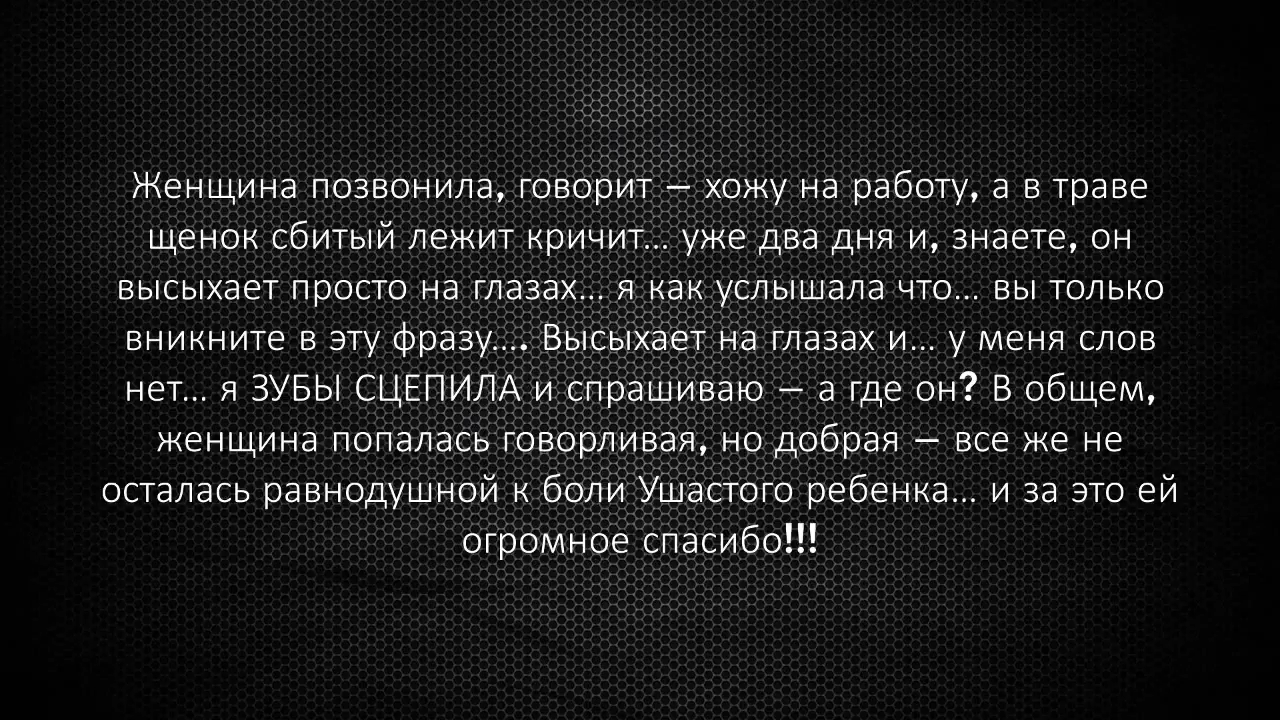 Женщина позвонила, говорит – хожу на работу, а в траве
щенок сбитый лежит кричит... уже два дня и, знаете, он
высыхает просто на глазах... я как услышала что... вы только
вникните в эту фразу.... Высыхает на глазах и... у меня слов
нет... я ЗУБЫ СЦЕПИЛА и спрашиваю – а где он? В общем,
женщина попалась говорливая, но добрая – все же не
осталась равнодушной к боли Ушастого ребенка... и за это ей
огромное спасибо!!!